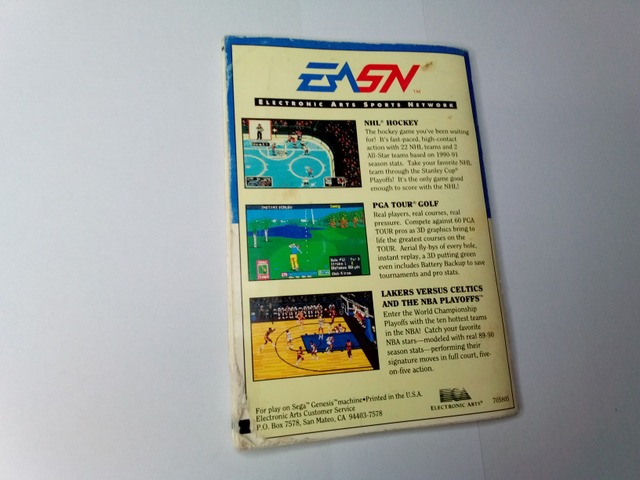 EASN™
ELECTRONIC ARTS SPORTS NETWORK
NHL® HOCKEY
The hockey game you've been waiting
for! It's fast-paced, high-contact
action with 22 NHL teams and 2
All-Star teams based on 1990-91
season stats. Take your favorite NHL
team through the Stanley Cup®
Playoffs! It's the only game good
enough to score with the NHL!
PGA TOUR® GOLF
Real players, real courses, real
pressure. Compete against 60 PGA
TOUR pros as 3D graphics bring to
life the greatest courses on the
TOUR. Aerial fly-bys of every hole,
instant replay, a 3D putting green
even includes Battery Backup to save
tournaments and pro stats.
LAKERS VERSUS CELTICS
AND THE NBA PLAYOFFS™
Enter the World Championship
Playoffs with the ten hottest teams
in the NBA! Catch your favorite
NBA stars—modeled with real 89-90
season stats—performing their
signature moves in full court, five-
on-five action.
For play on Sega™ Genesis™ machine•Printed in the U.S.A.
Electronic Arts Customer Service
P.O. Box 7578, San Mateo, CA 94403-7578
ELECTRONIC ARTS®
705805